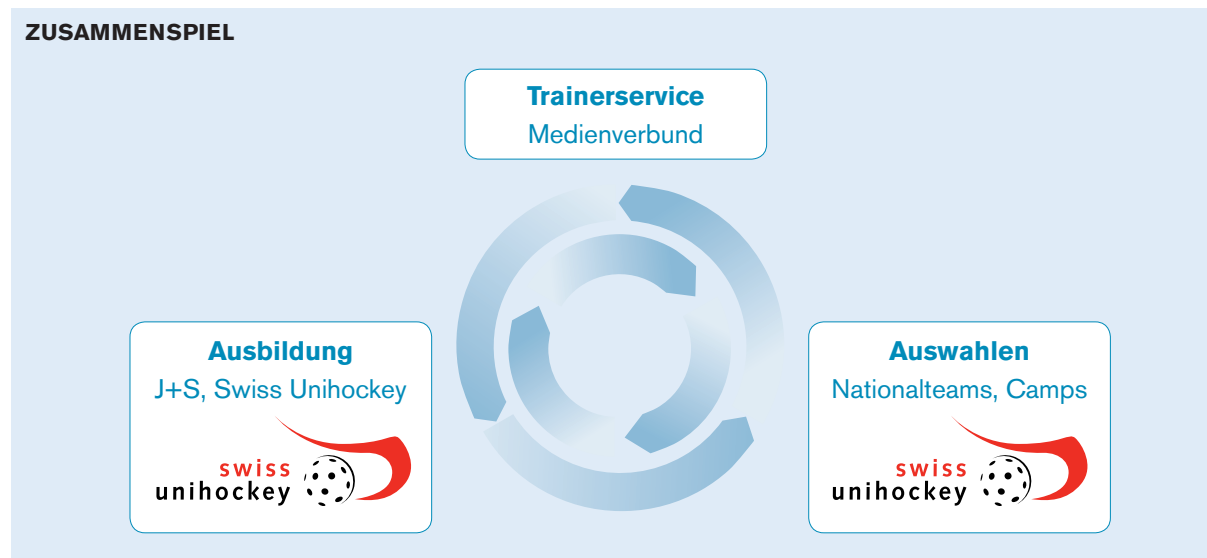 ZUSAMMENSPIEL
Trainerservice
Medienverbund
Ausbildung
J+S, Swiss Unihockey
swiss
unihockey
Auswahlen
Nationalteams, Camps
swiss
unihockey